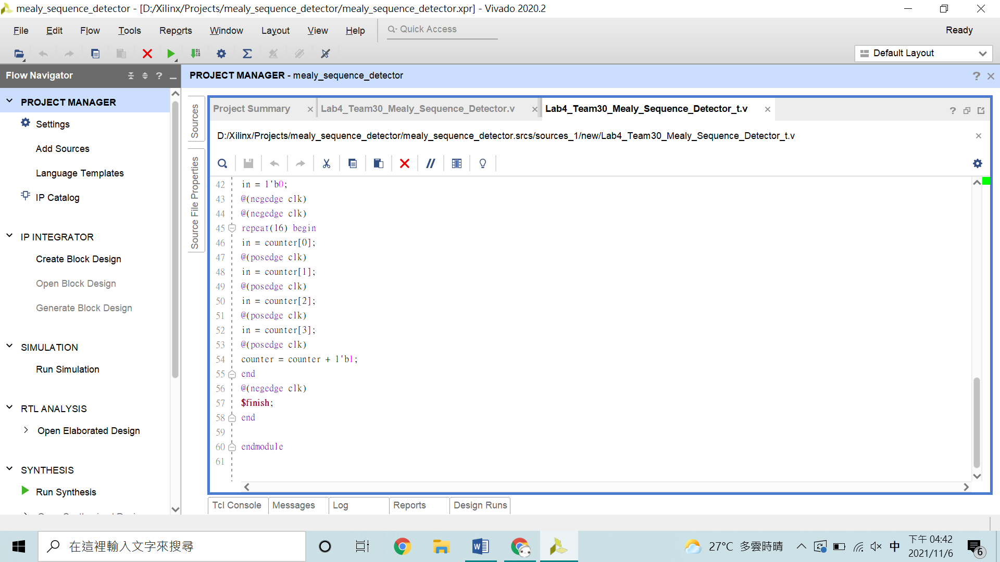 mealy_sequence_detector - [D:/Xilinx/Projects/mealy_sequence_detector/mealy_sequence_detector.xpr] - Vivado 2020.2
File Edit Flow Tools Reports Window Layout View Help Quick Access Ready
Default Layout
Flow Navigator
PROJECT MANAGER - mealy_sequence_detector
PROJECT MANAGER
Settings
Add Sources
Language Templates
IP Catalog
IP INTEGRATOR
Create Block Design
Open Block Design
Generate Block Design
SIMULATION
Run Simulation
RTL ANALYSIS
Open Elaborated Design
SYNTHESIS
Run Synthesis
Sources
Source File Properties
Project Summary
Lab4_Team30_Mealy_Sequence_Detector.v
Lab4_Team30_Mealy_Sequence_Detector_t.v
D:/Xilinx/Projects/mealy_sequence_detector/mealy_sequence_detector.srcs/sources_1/new/Lab4_Team30_Mealy_Sequence_Detector_t.v
42 in = 1'b0;
43 @(negedge clk)
44 @(negedge clk)
45 repeat(16) begin
46 in = counter[0];
47 @(posedge clk)
48 in = counter[1];
49 @(posedge clk)
50 in = counter[2];
51 @(posedge clk)
52 in = counter[3];
53 @(posedge clk)
54 counter = counter + 1'b1;
55 end
56 @(negedge clk)
57 $finish;
58 end
59
60 endmodule
61
Tcl Console
Messages
Log
Reports
Design Runs
在這裡輸入文字來搜尋
27°C 多雲時晴
中
下午 04:42
2021/11/6
6